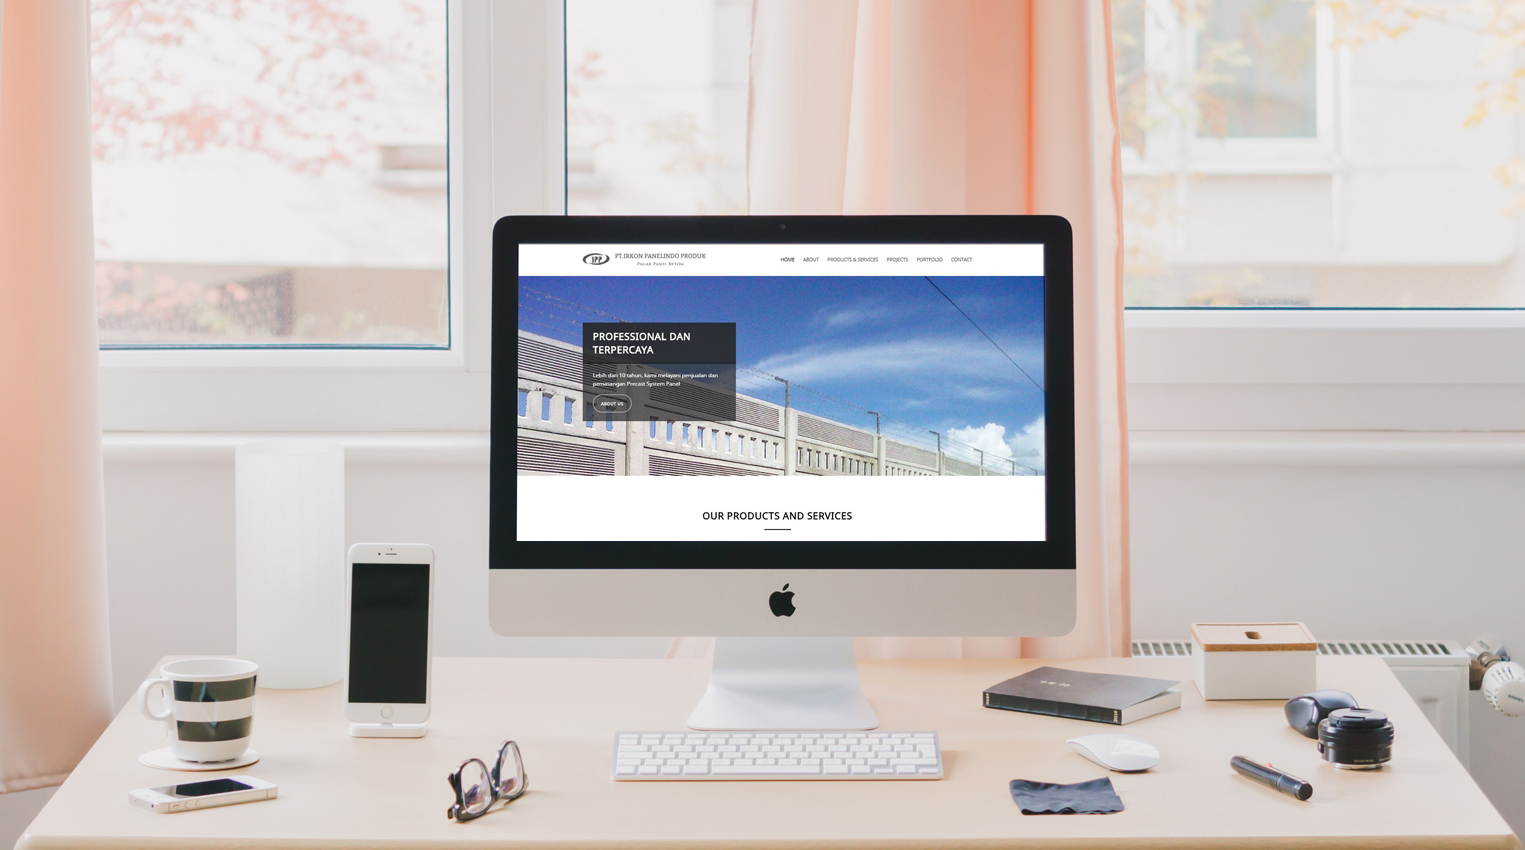 IPP
PT.IRKON PANELINDO PRODUK
PAGAR PANEL BETON
HOME ABOUT PRODUCTS & SERVICES PROJECTS PORTFOLIO CONTACT
PROFESSIONAL DAN
TERPERCAYA
Lebih dari 10 tahun, kami melayani penjualan dan
pemasangan Precast System Panel
ABOUT US
OUR PRODUCTS AND SERVICES